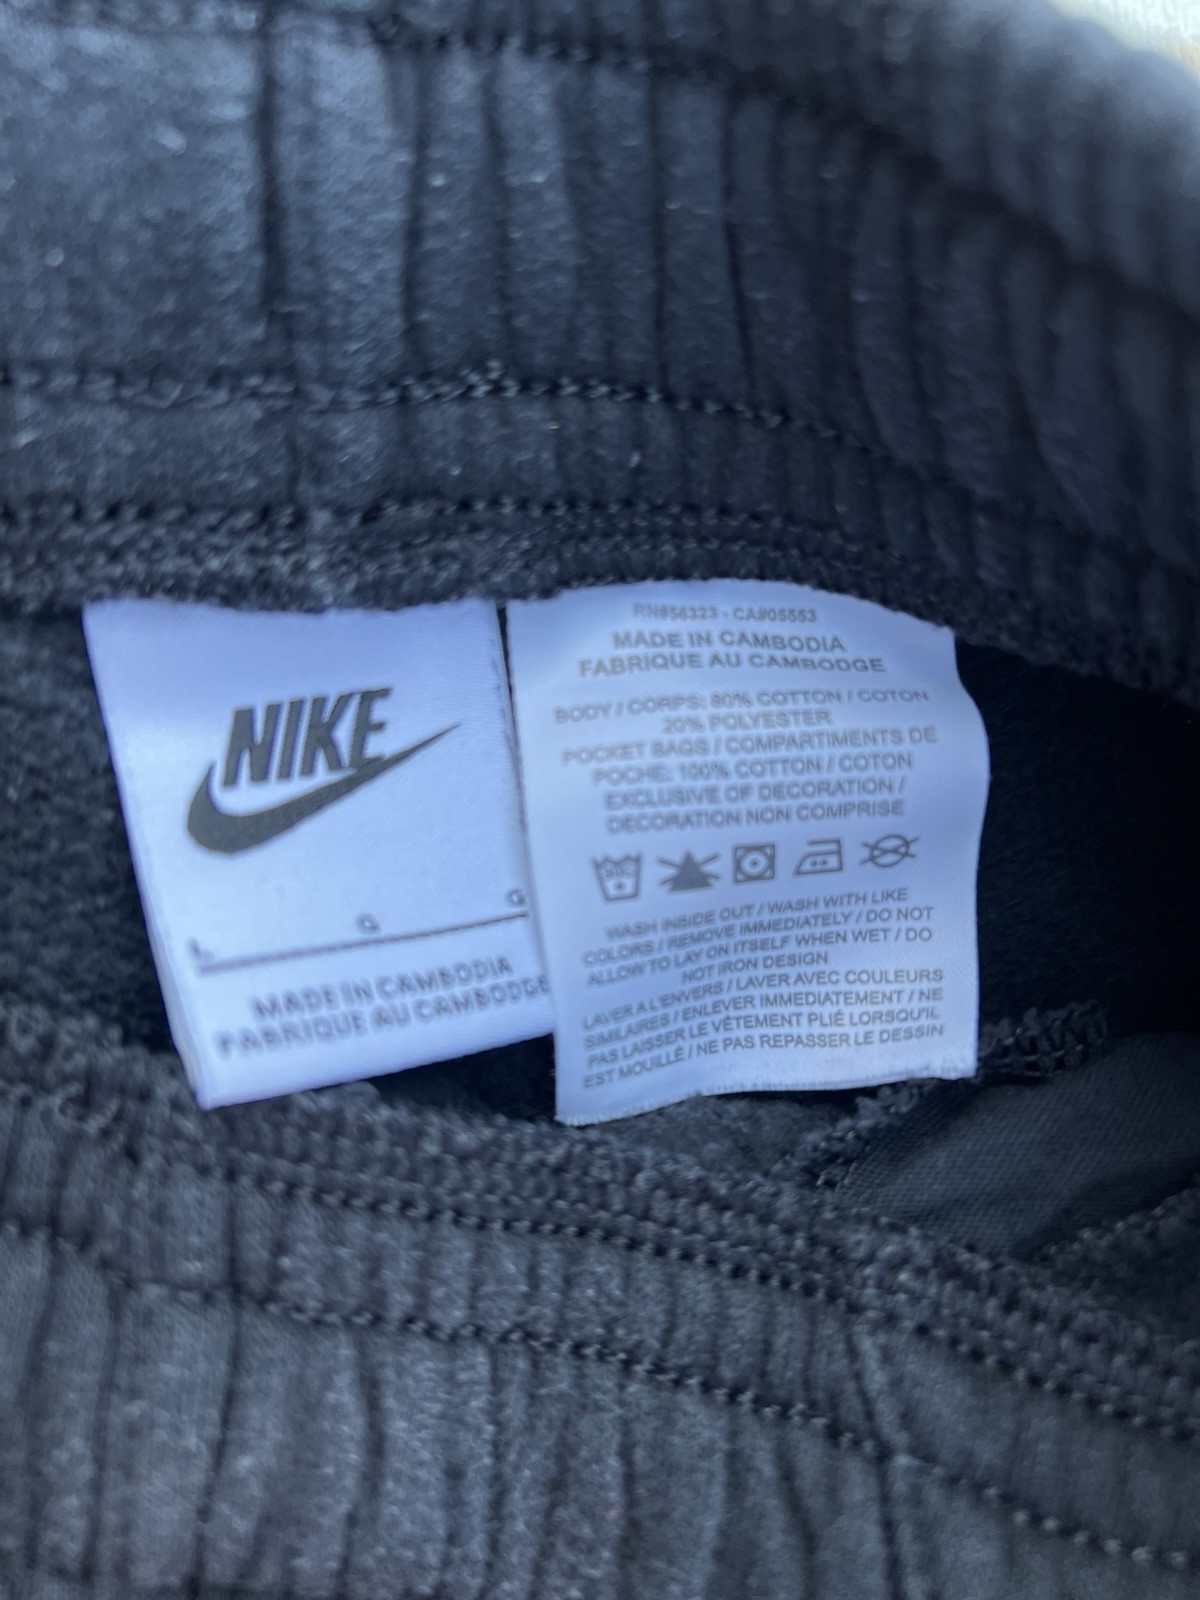 NIKE
L G G
MADE IN CAMBODIA
FABRIQUE AU CAMBODGE
RN#56323 - CA#05553
MADE IN CAMBODIA
FABRIQUE AU CAMBODGE
BODY / CORPS: 80% COTTON / COTON
20% POLYESTER
POCKET BAGS / COMPARTIMENTS DE
POCHE: 100% COTTON / COTON
EXCLUSIVE OF DECORATION /
DECORATION NON COMPRISE
WASH INSIDE OUT / WASH WITH LIKE
COLORS / REMOVE IMMEDIATELY / DO NOT
ALLOW TO LAY ON ITSELF WHEN WET / DO
NOT IRON DESIGN
LAVER A L'ENVERS / LAVER AVEC COULEURS
SIMILAIRES / ENLEVER IMMEDIATEMENT / NE
PAS LAISSER LE VÊTEMENT PLIÉ LORSQU'IL
EST MOUILLÉ / NE PAS REPASSER LE DESSIN